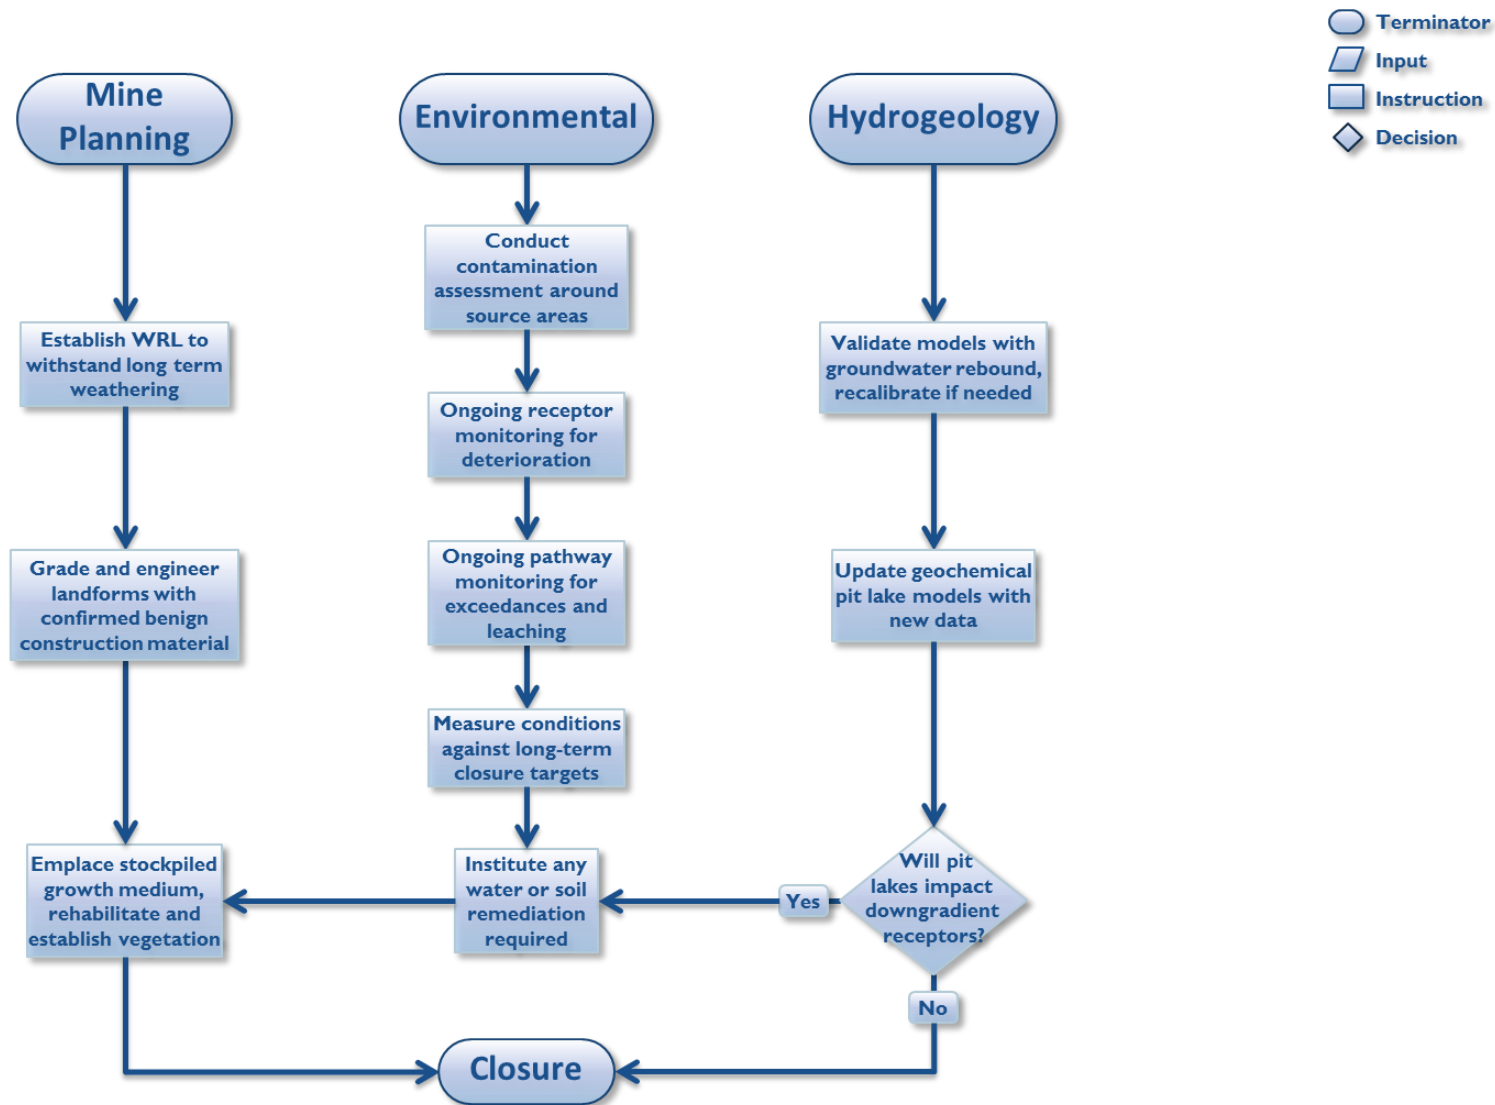 Terminator
Input
Instruction
Decision
Mine
Planning
Environmental
Hydrogeology
Conduct
contamination
assessment around
source areas
Establish WRL to
withstand long term
weathering
Validate models with
groundwater rebound,
recalibrate if needed
Ongoing receptor
monitoring for
deterioration
Grade and engineer
landforms with
confirmed benign
construction material
Ongoing pathway
monitoring for
exceedances and
leaching
Update geochemical
pit lake models with
new data
Measure conditions
against long-term
closure targets
Emplace stockpiled
growth medium,
rehabilitate and
establish vegetation
Institute any
water or soil
remediation
required
Yes
Will pit
lakes impact
downgradient
receptors?
No
Closure